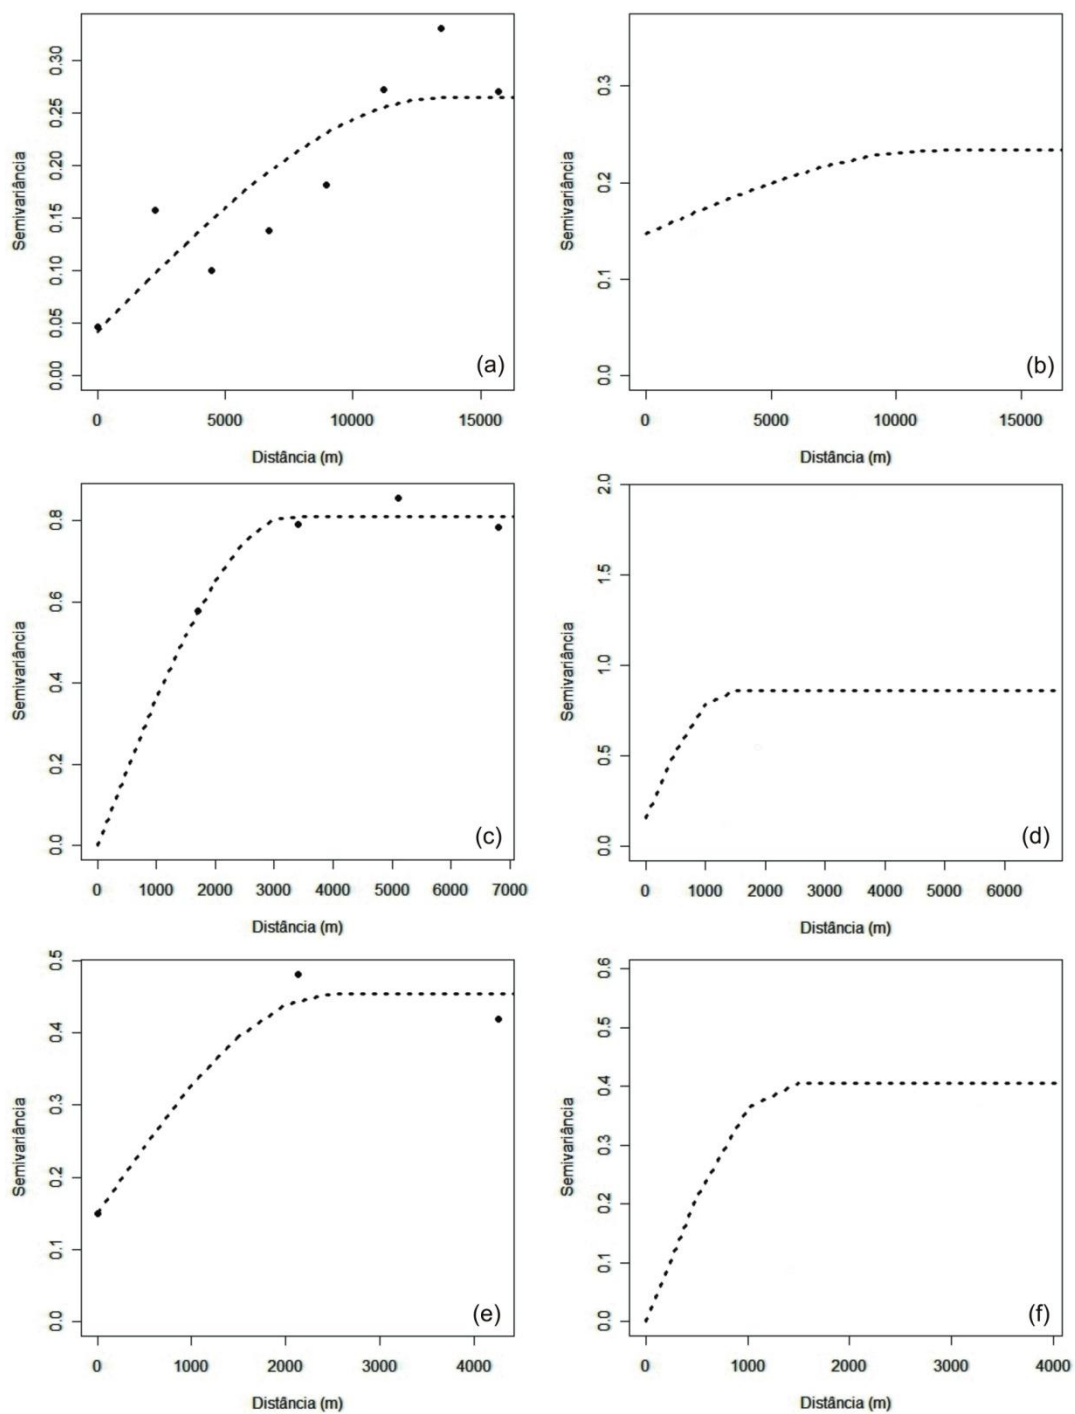 Semivariância
0.00 0.05 0.10 0.15 0.20 0.25 0.30
(a)
0 5000 10000 15000
Distância (m)
Semivariância
0.0 0.1 0.2 0.3
(b)
0 5000 10000 15000
Distância (m)
Semivariância
0.0 0.2 0.4 0.6 0.8
(c)
0 1000 2000 3000 4000 5000 6000 7000
Distância (m)
Semivariância
0.0 0.5 1.0 1.5 2.0
(d)
0 1000 2000 3000 4000 5000 6000
Distância (m)
Semivariância
0.0 0.1 0.2 0.3 0.4 0.5
(e)
0 1000 2000 3000 4000
Distância (m)
Semivariância
0.0 0.1 0.2 0.3 0.4 0.5 0.6
(f)
0 1000 2000 3000 4000
Distância (m)